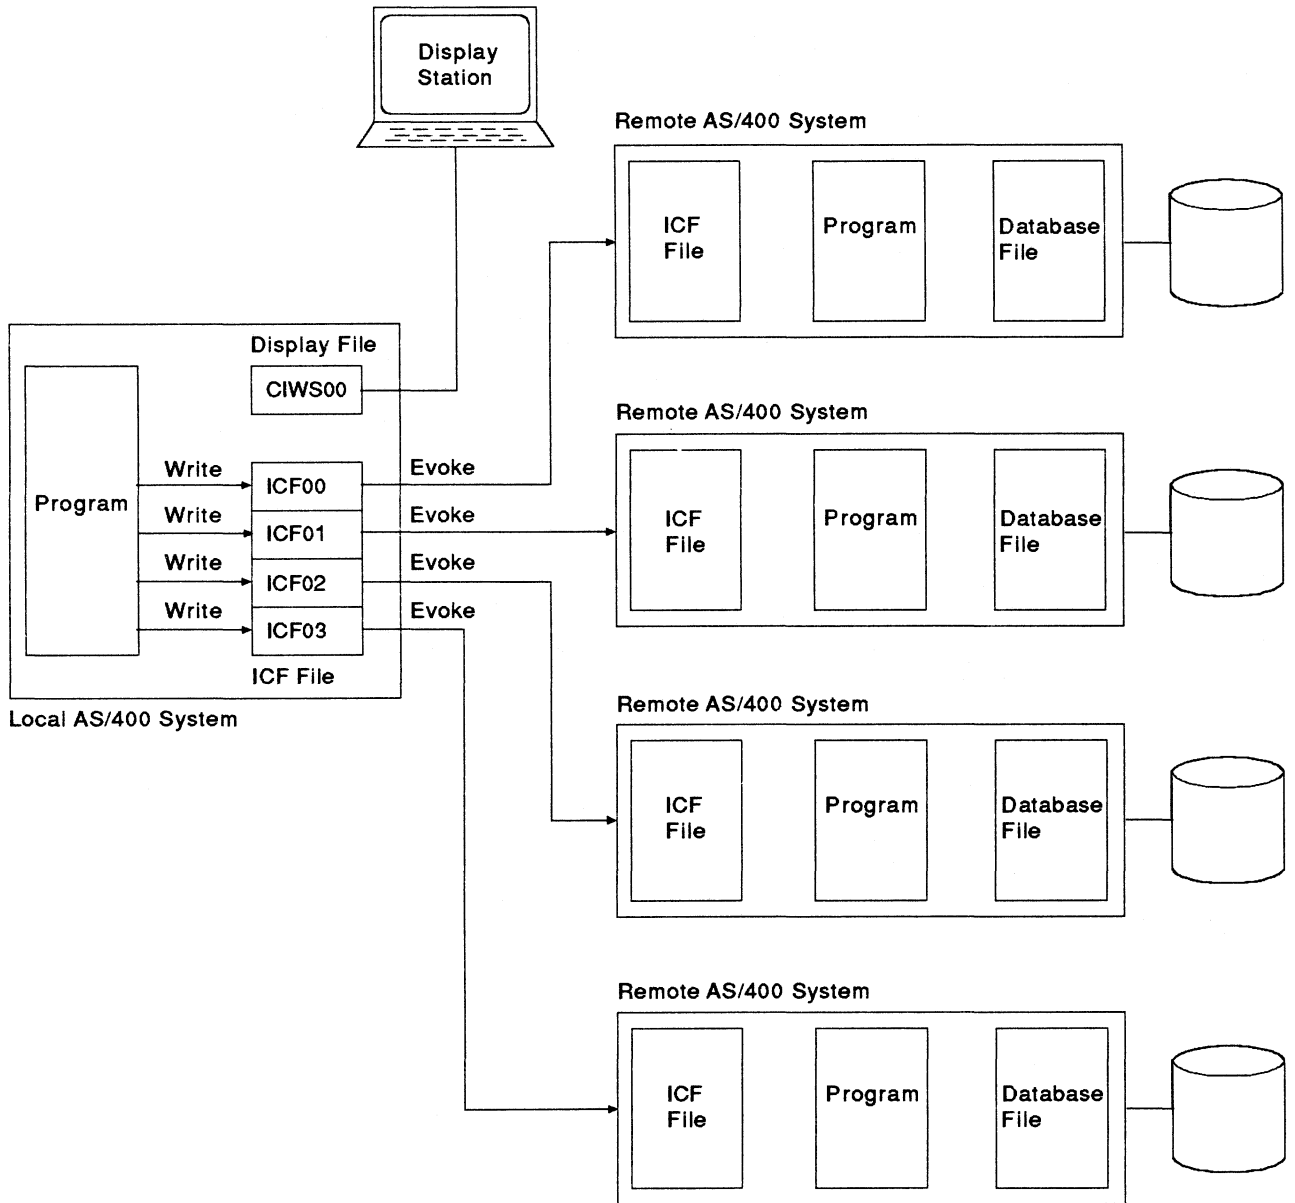 Display
Station
Remote AS/400 System
ICF
File
Program
Database
File
Display File
CIWS00
Remote AS/400 System
ICF
File
Program
Database
File
Program
Write
ICF00
Evoke
Write
ICF01
Evoke
Write
ICF02
Evoke
Write
ICF03
Evoke
ICF File
Local AS/400 System
Remote AS/400 System
ICF
File
Program
Database
File
Remote AS/400 System
ICF
File
Program
Database
File